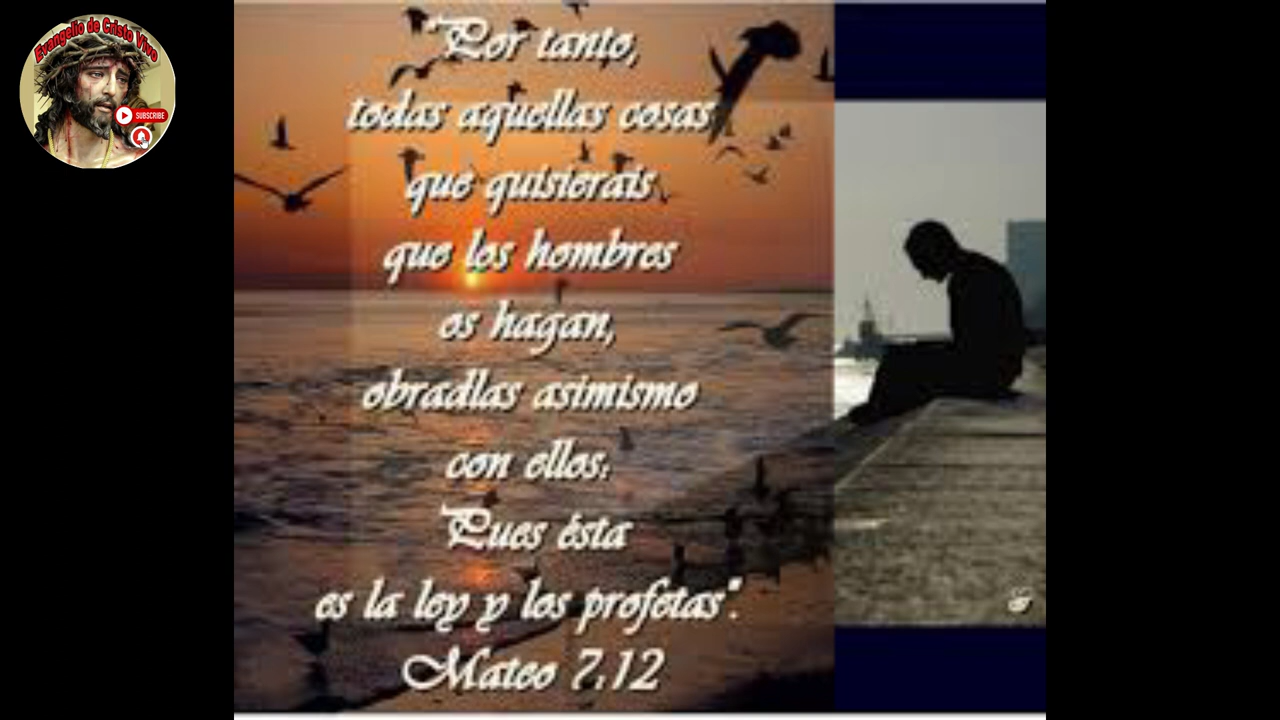 Evangelio de Cristo Vivo
SUBSCRIBE
"Por tanto,
todas aquellas cosas
que quisierais
que los hombres
os hagan,
obradlas asimismo
con ellos:
Pues ésta
es la ley y los profetas".
Mateo 7:12